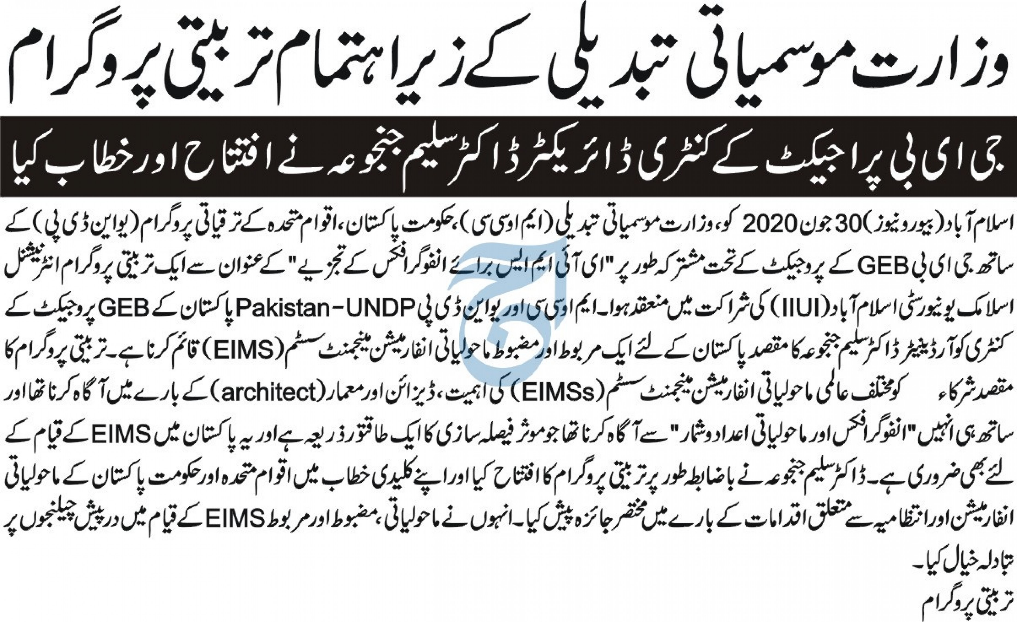 وزارت موسمیاتی تبدیلی کے زیر اہتمام تربیتی پروگرام
جی ای بی پراجیکٹ کے کنٹری ڈائریکٹر ڈاکٹر سلیم جنجوعہ نے افتتاح اور خطاب کیا
اسلام آباد (بیورو نیوز) 30 جون 2020 کو، وزارت موسمیاتی تبدیلی (ایم او سی سی)، حکومت پاکستان، اقوام متحدہ کے ترقیاتی پروگرام (یو این ڈی پی) کے
ساتھ جی ای بی GEB کے پروجیکٹ کے تحت مشترکہ طور پر "ای آئی ایم ایس برائے انفوگرافکس کے تجزیے" کے عنوان سے ایک تربیتی پروگرام انٹرنیشنل
اسلامک یونیورسٹی اسلام آباد (IIUI) کی شراکت میں منعقد ہوا۔ ایم او سی سی اور یو این ڈی پی Pakistan-UNDP پاکستان کے GEB پروجیکٹ کے
کنٹری کوآرڈینیٹر ڈاکٹر سلیم جنجوعہ کا مقصد پاکستان کے لئے ایک مربوط اور مضبوط ماحولیاتی انفارمیشن مینجمنٹ سسٹم (EIMS) قائم کرنا ہے۔ تربیتی پروگرام کا
مقصد شرکاء کو مختلف عالمی ماحولیاتی انفارمیشن مینجمنٹ سسٹم (EIMSs) کی اہمیت، ڈیزائن اور معمار (architect) کے بارے میں آگاہ کرنا تھا اور
ساتھ ہی انہیں "انفوگرافکس اور ماحولیاتی اعداد و شمار" سے آگاہ کرنا تھا جو موثر فیصلہ سازی کا ایک طاقتور ذریعہ ہے اور یہ پاکستان میں EIMS کے قیام کے
لئے بھی ضروری ہے۔ ڈاکٹر سلیم جنجوعہ نے باضابطہ طور پر تربیتی پروگرام کا افتتاح کیا اور اپنے کلیدی خطاب میں اقوام متحدہ اور حکومت پاکستان کے ماحولیاتی
انفارمیشن اور انتظامیہ سے متعلق اقدامات کے بارے میں مختصر جائزہ پیش کیا۔ انہوں نے ماحولیاتی، مضبوط اور مربوط EIMS کے قیام میں درپیش چیلنجوں پر
تبادلہ خیال کیا۔
تربیتی پروگرام